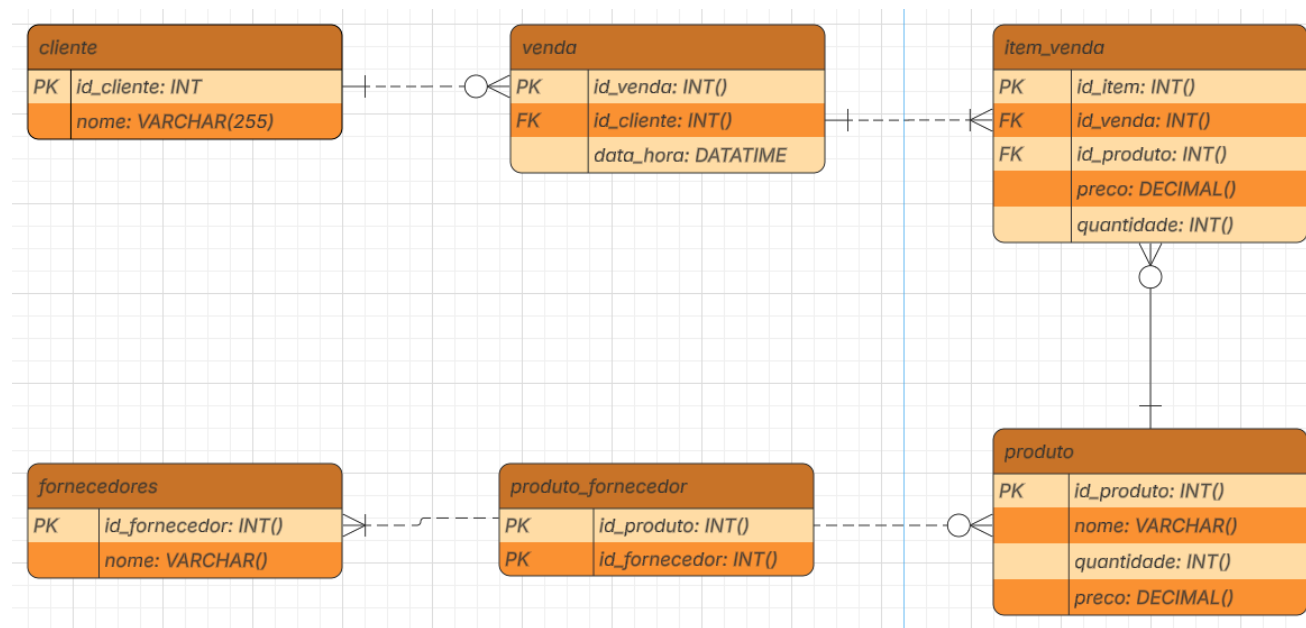 cliente
PK id_cliente: INT
nome: VARCHAR(255)
venda
PK id_venda: INT()
FK id_cliente: INT()
data_hora: DATATIME
item_venda
PK id_item: INT()
FK id_venda: INT()
FK id_produto: INT()
preco: DECIMAL()
quantidade: INT()
fornecedores
PK id_fornecedor: INT()
nome: VARCHAR()
produto_fornecedor
PK id_produto: INT()
PK id_fornecedor: INT()
produto
PK id_produto: INT()
nome: VARCHAR()
quantidade: INT()
preco: DECIMAL()